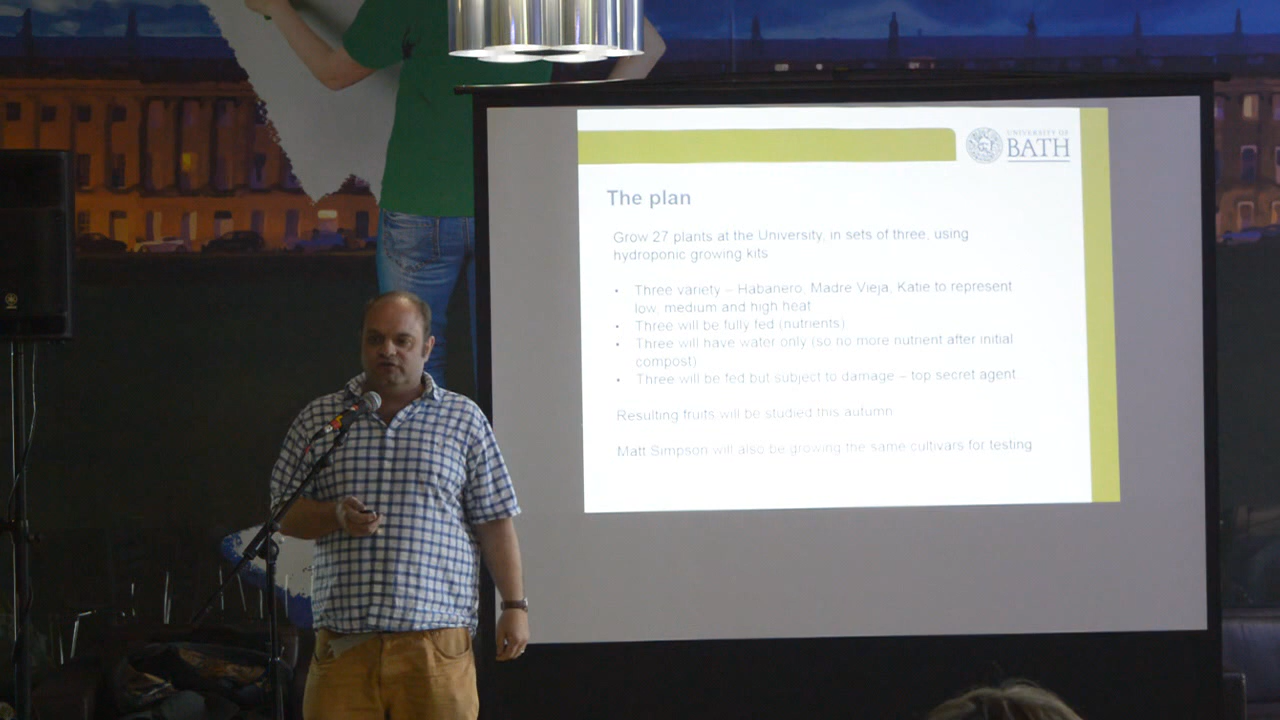 UNIVERSITY OF
BATH
The plan
Grow 27 plants at the University, in sets of three, using
hydroponic growing kits
• Three variety – Habanero, Madre Vieja, Katie to represent
low, medium and high heat
• Three will be fully fed (nutrients)
• Three will have water only (so no more nutrient after initial
compost)
• Three will be fed but subject to damage – top secret agent
Resulting fruits will be studied this autumn
Matt Simpson will also be growing the same cultivars for testing